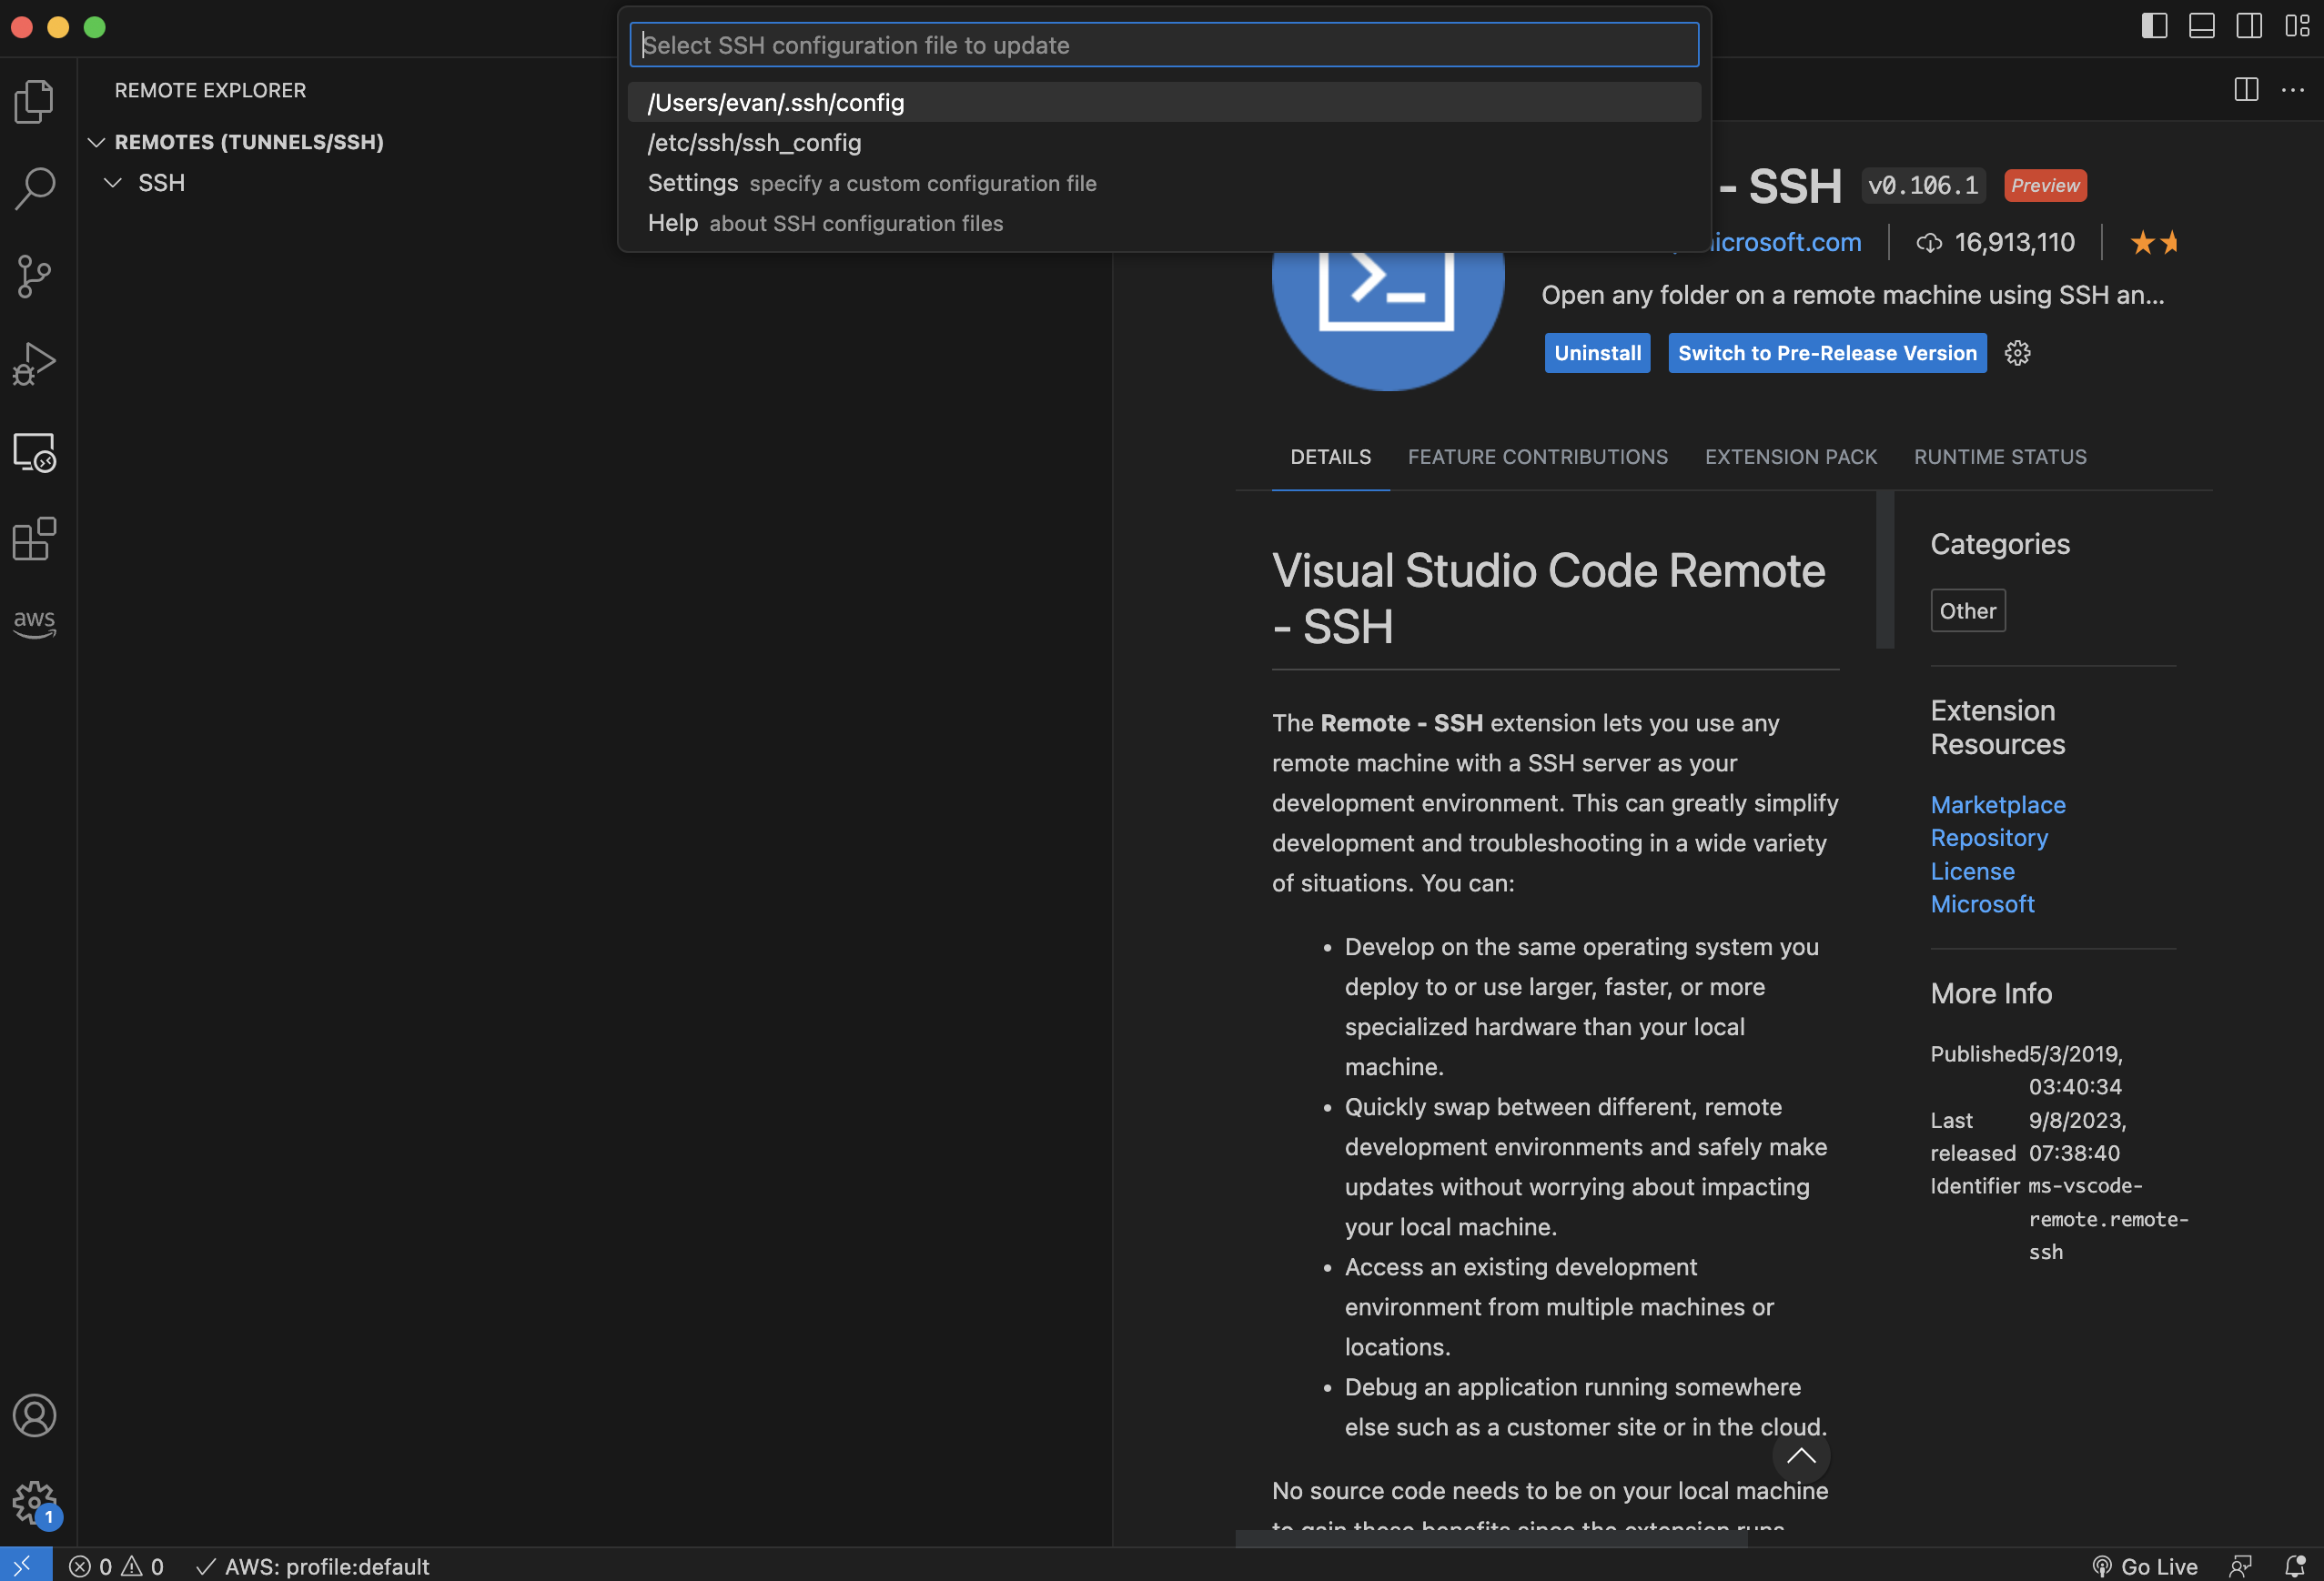 Select SSH configuration file to update
/Users/evan/.ssh/config
/etc/ssh/ssh_config
Settings specify a custom configuration file
Help about SSH configuration files
REMOTE EXPLORER
REMOTES (TUNNELS/SSH)
SSH
aws
1
- SSH v0.106.1 Preview
icrosoft.com 16,913,110
Open any folder on a remote machine using SSH an...
Uninstall Switch to Pre-Release Version
DETAILS FEATURE CONTRIBUTIONS EXTENSION PACK RUNTIME STATUS
Visual Studio Code Remote
- SSH
The Remote - SSH extension lets you use any
remote machine with a SSH server as your
development environment. This can greatly simplify
development and troubleshooting in a wide variety
of situations. You can:
• Develop on the same operating system you
deploy to or use larger, faster, or more
specialized hardware than your local
machine.
• Quickly swap between different, remote
development environments and safely make
updates without worrying about impacting
your local machine.
• Access an existing development
environment from multiple machines or
locations.
• Debug an application running somewhere
else such as a customer site or in the cloud.
No source code needs to be on your local machine
to gain these benefits since the extension runs
Categories
Other
Extension
Resources
Marketplace
Repository
License
Microsoft
More Info
Published 5/3/2019,
03:40:34
Last 9/8/2023,
released 07:38:40
Identifier ms-vscode-
remote.remote-
ssh
0 0 AWS: profile:default
Go Live